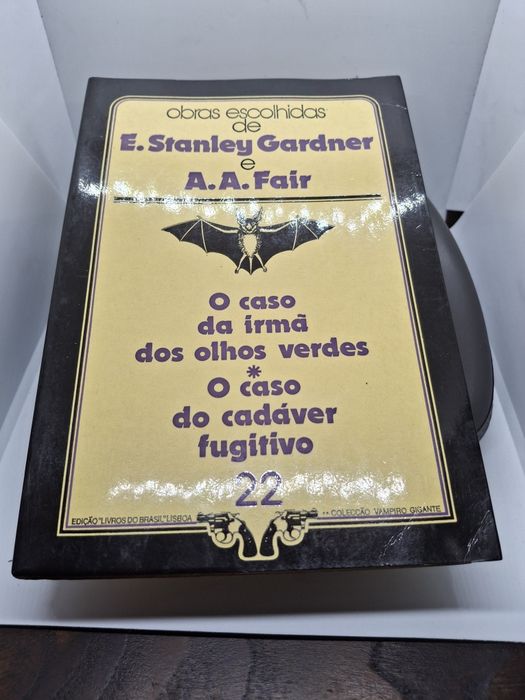 obras escolhidas
de
E. Stanley Gardner
e
A. A. Fair
O caso
da irmã
dos olhos verdes
*
O caso
do cadáver
fugitivo
22
EDIÇÃO "LIVROS DO BRASIL" LISBOA
** COLECÇÃO VAMPIRO GIGANTE